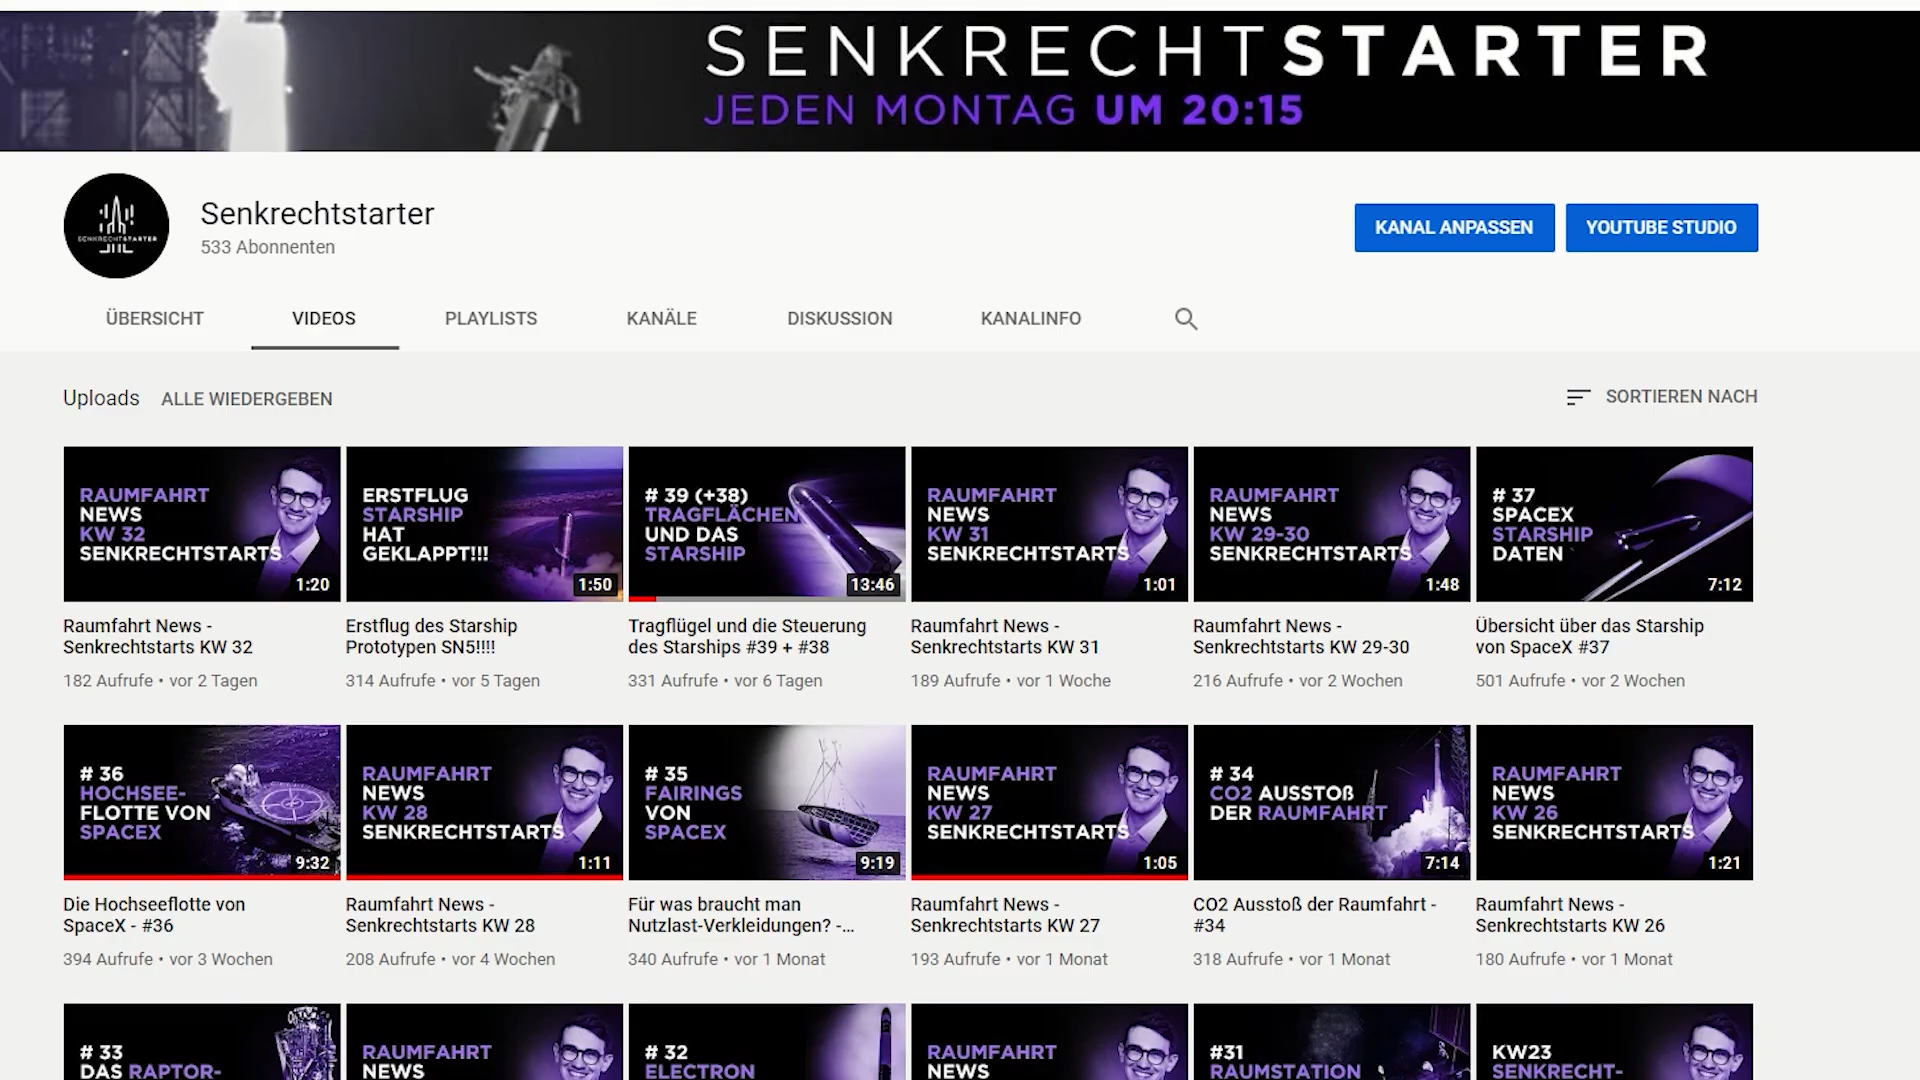 SENKRECHTSTARTER
JEDEN MONTAG UM 20:15
SENKRECHTSTARTER
Senkrechtstarter
533 Abonnenten
KANAL ANPASSEN
YOUTUBE STUDIO
ÜBERSICHT
VIDEOS
PLAYLISTS
KANÄLE
DISKUSSION
KANALINFO
Uploads
ALLE WIEDERGEBEN
SORTIEREN NACH
RAUMFAHRT
NEWS
KW 32
SENKRECHTSTARTS
1:20
Raumfahrt News -
Senkrechtstarts KW 32
182 Aufrufe • vor 2 Tagen
ERSTFLUG
STARSHIP
HAT
GEKLAPPT!!!
1:50
Erstflug des Starship
Prototypen SN5!!!!
314 Aufrufe • vor 5 Tagen
# 39 (+38)
TRAGFLÄCHEN
UND DAS
STARSHIP
13:46
Tragflügel und die Steuerung
des Starships #39 + #38
331 Aufrufe • vor 6 Tagen
RAUMFAHRT
NEWS
KW 31
SENKRECHTSTARTS
1:01
Raumfahrt News -
Senkrechtstarts KW 31
189 Aufrufe • vor 1 Woche
RAUMFAHRT
NEWS
KW 29-30
SENKRECHTSTARTS
1:48
Raumfahrt News -
Senkrechtstarts KW 29-30
216 Aufrufe • vor 2 Wochen
# 37
SPACEX
STARSHIP
DATEN
7:12
Übersicht über das Starship
von SpaceX #37
501 Aufrufe • vor 2 Wochen
# 36
HOCHSEE-
FLOTTE VON
SPACEX
9:32
Die Hochseeflotte von
SpaceX - #36
394 Aufrufe • vor 3 Wochen
RAUMFAHRT
NEWS
KW 28
SENKRECHTSTARTS
1:11
Raumfahrt News -
Senkrechtstarts KW 28
208 Aufrufe • vor 4 Wochen
# 35
FAIRINGS
VON
SPACEX
9:19
Für was braucht man
Nutzlast-Verkleidungen? -...
340 Aufrufe • vor 1 Monat
RAUMFAHRT
NEWS
KW 27
SENKRECHTSTARTS
1:05
Raumfahrt News -
Senkrechtstarts KW 27
193 Aufrufe • vor 1 Monat
# 34
CO2 AUSSTOß
DER RAUMFAHRT
7:14
CO2 Ausstoß der Raumfahrt -
#34
318 Aufrufe • vor 1 Monat
RAUMFAHRT
NEWS
KW 26
SENKRECHTSTARTS
1:21
Raumfahrt News -
Senkrechtstarts KW 26
180 Aufrufe • vor 1 Monat
# 33
DAS RAPTOR-
RAUMFAHRT
NEWS
# 32
ELECTRON
RAUMFAHRT
NEWS
#31
RAUMSTATION
KW23
SENKRECHT-